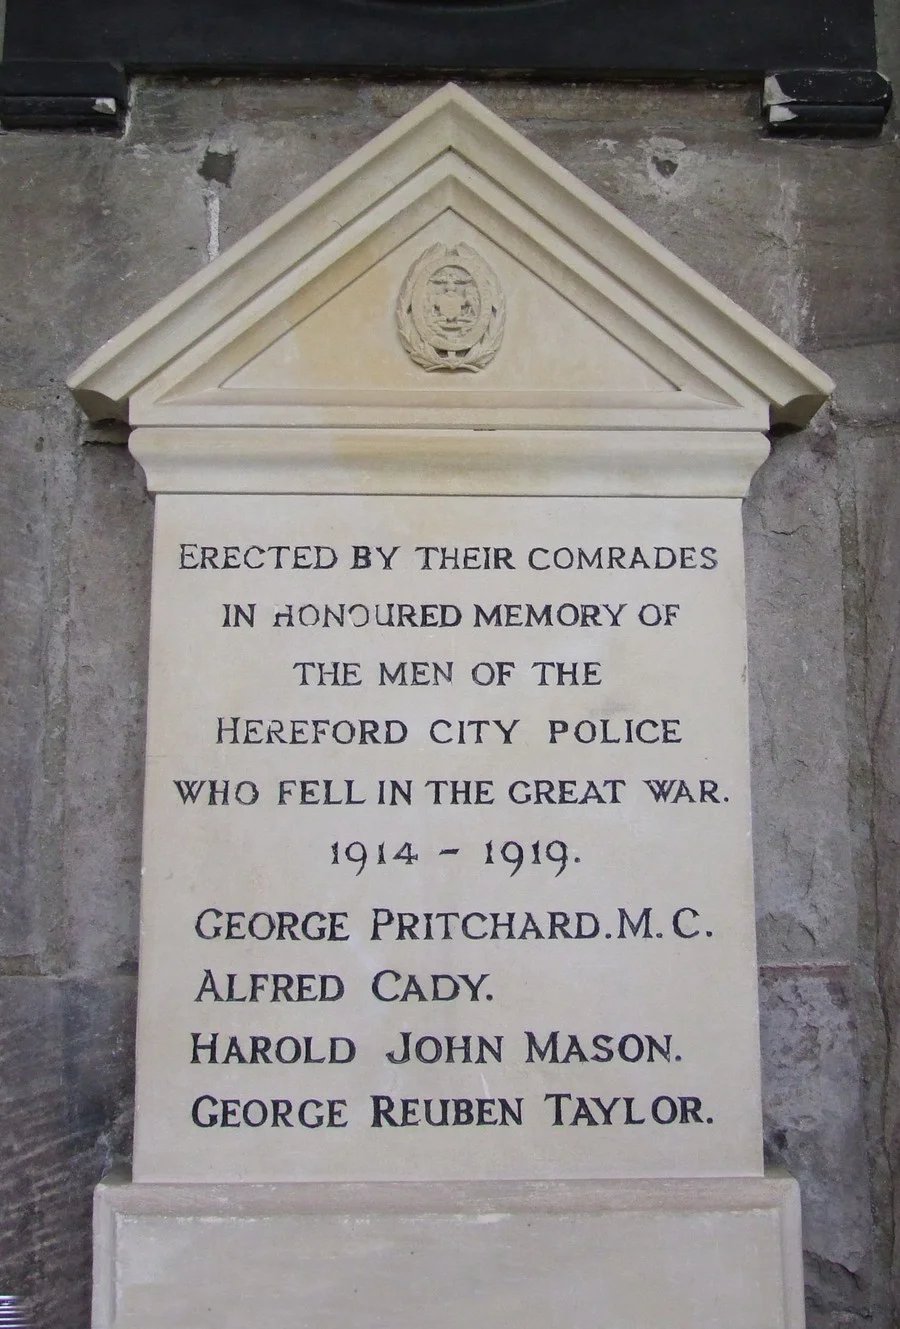 ERECTED BY THEIR COMRADES
IN HONOURED MEMORY OF
THE MEN OF THE
HEREFORD CITY POLICE
WHO FELL IN THE GREAT WAR.
1914 - 1919.
GEORGE PRITCHARD. M. C.
ALFRED CADY.
HAROLD JOHN MASON.
GEORGE REUBEN TAYLOR.